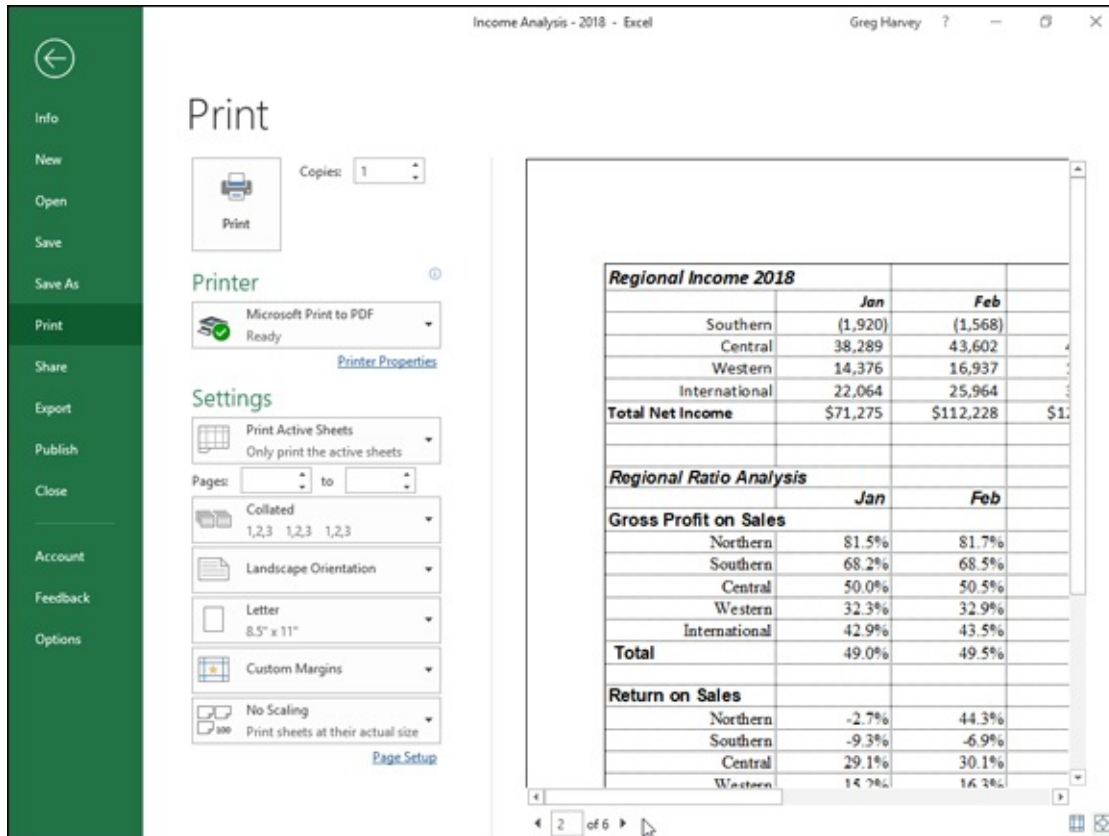 Income Analysis - 2018 - Excel
Greg Harvey ?
Info
New
Open
Save
Save As
Print
Share
Export
Publish
Close
Account
Feedback
Options
Print
Copies: 1
Print
Printer
Microsoft Print to PDF
Ready
Printer Properties
Settings
Print Active Sheets
Only print the active sheets
Pages: to
Collated
1,2,3 1,2,3 1,2,3
Landscape Orientation
Letter
8.5" x 11"
Custom Margins
No Scaling
100
Print sheets at their actual size
Page Setup
Regional Income 2018
Jan Feb
Southern (1,920) (1,568)
Central 38,289 43,602
Western 14,376 16,937
International 22,064 25,964
Total Net Income $71,275 $112,228
Regional Ratio Analysis
Jan Feb
Gross Profit on Sales
Northern 81.5% 81.7%
Southern 68.2% 68.5%
Central 50.0% 50.5%
Western 32.3% 32.9%
International 42.9% 43.5%
Total 49.0% 49.5%
Return on Sales
Northern -2.7% 44.3%
Southern -9.3% -6.9%
Central 29.1% 30.1%
Western 15.2% 16.3%
2 of 6